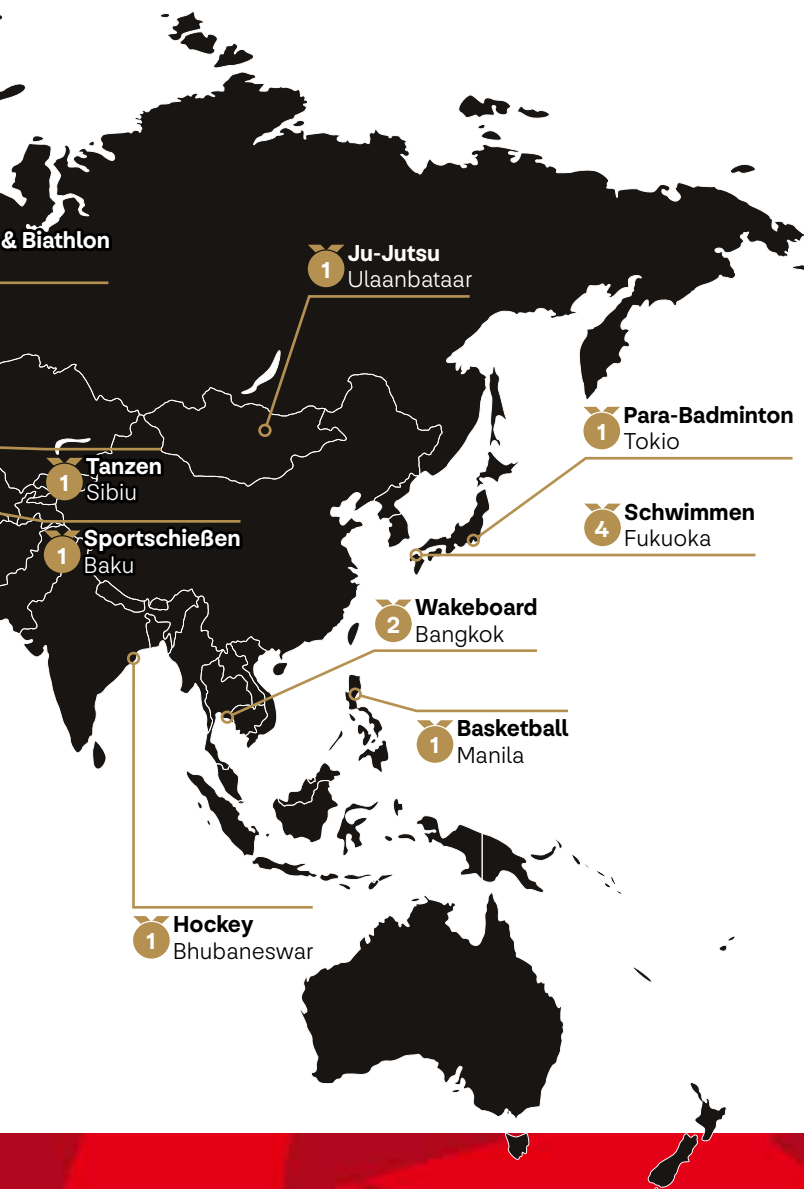 & Biathlon
1
Ju-Jutsu
Ulaanbataar
1
Para-Badminton
Tokio
1
Tanzen
Sibiu
4
Schwimmen
Fukuoka
1
Sportschießen
Baku
2
Wakeboard
Bangkok
1
Basketball
Manila
1
Hockey
Bhubaneswar